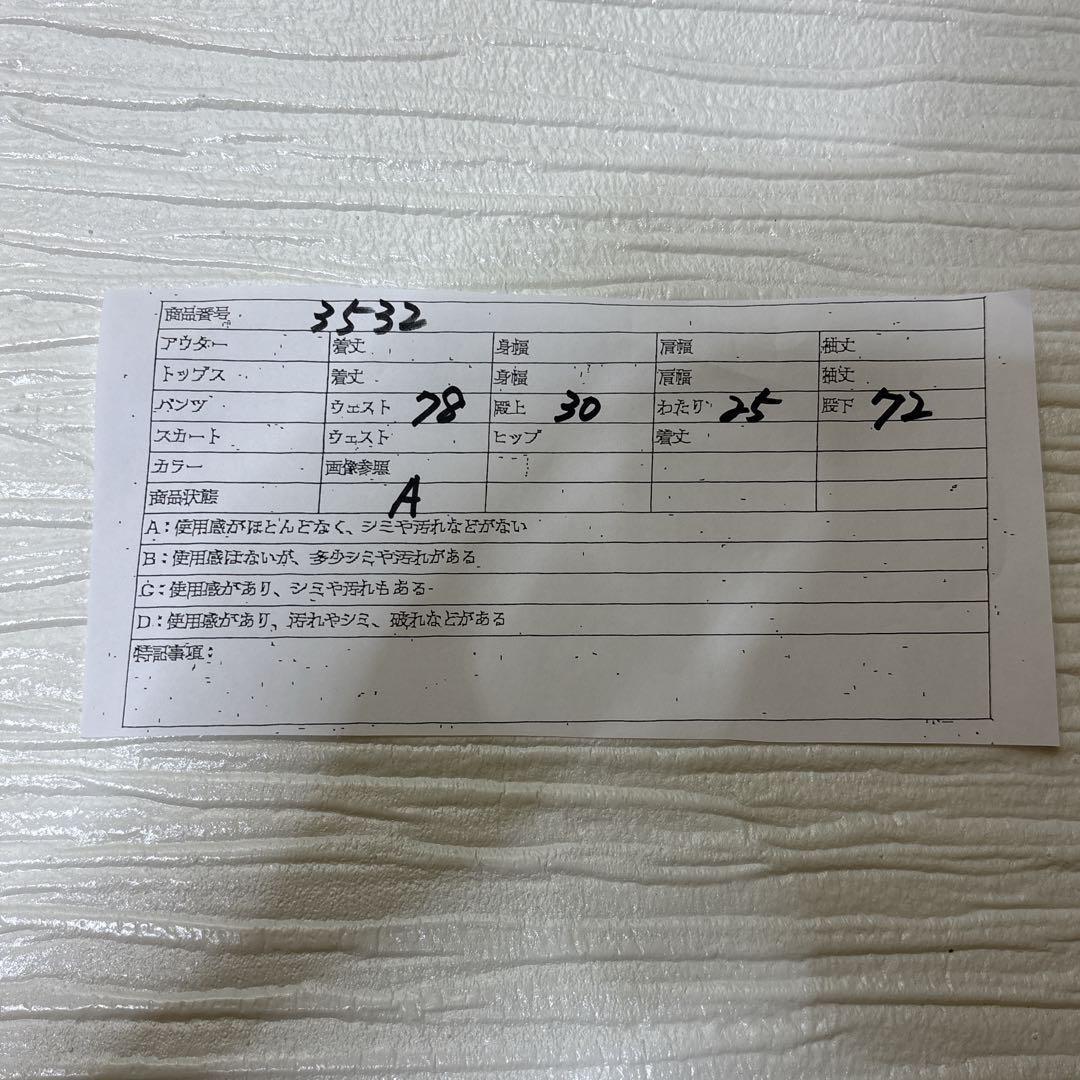 商品番号 3532
アウター 着丈 身幅 肩幅 袖丈
トップス 着丈 身幅 肩幅 袖丈
パンツ ウェスト 78 股上 30 わたり 25 股下 72
スカート ウェスト ヒップ 着丈
カラー 画像参照
商品状態 A
A:使用感がほとんどなく、シミや汚れなどがない
B:使用感はないが、多少シミや汚れがある
C:使用感があり、シミや汚れもある
D:使用感があり、汚れやシミ、破れなどがある
特記事項: